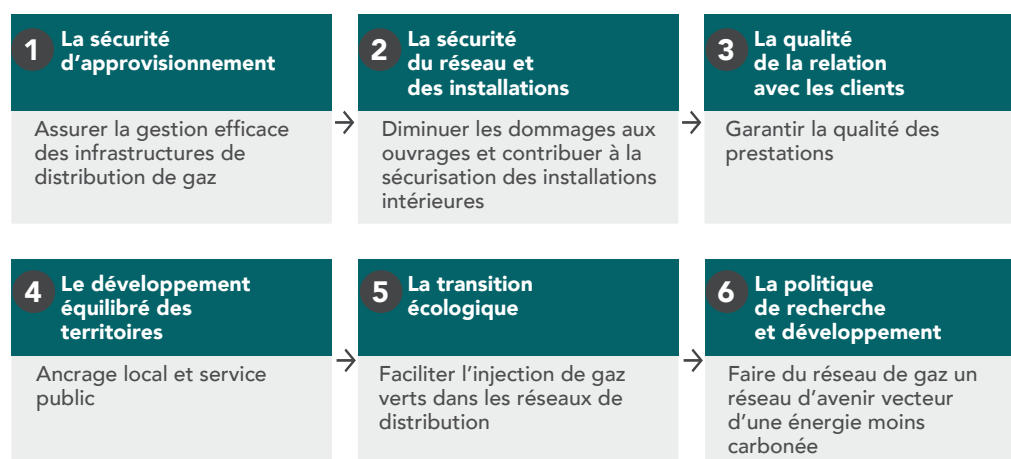 1
La sécurité
d'approvisionnement
Assurer la gestion efficace
des infrastructures de
distribution de gaz
2
La sécurité
du réseau et
des installations
Diminuer les dommages aux
ouvrages et contribuer à la
sécurisation des installations
intérieures
3
La qualité
de la relation
avec les clients
Garantir la qualité des
prestations
4
Le développement
équilibré des
territoires
Ancrage local et service
public
5
La transition
écologique
Faciliter l'injection de gaz
verts dans les réseaux de
distribution
6
La politique
de recherche
et développement
Faire du réseau de gaz un
réseau d'avenir vecteur
d'une énergie moins
carbonée